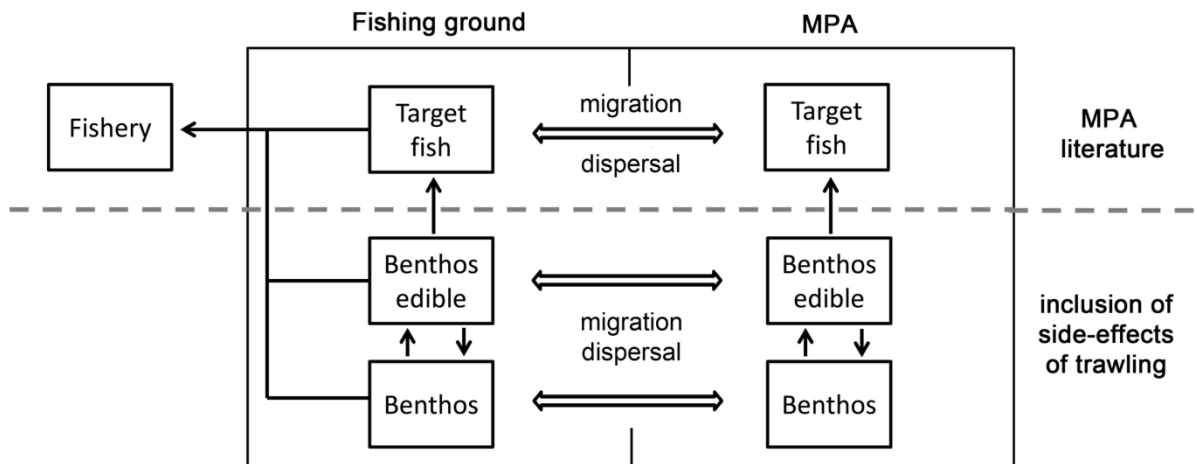 Fishing ground
MPA
Fishery
Target
fish
migration
dispersal
Target
fish
MPA
literature
Benthos
edible
migration
dispersal
Benthos
edible
inclusion of
side-effects
of trawling
Benthos
Benthos